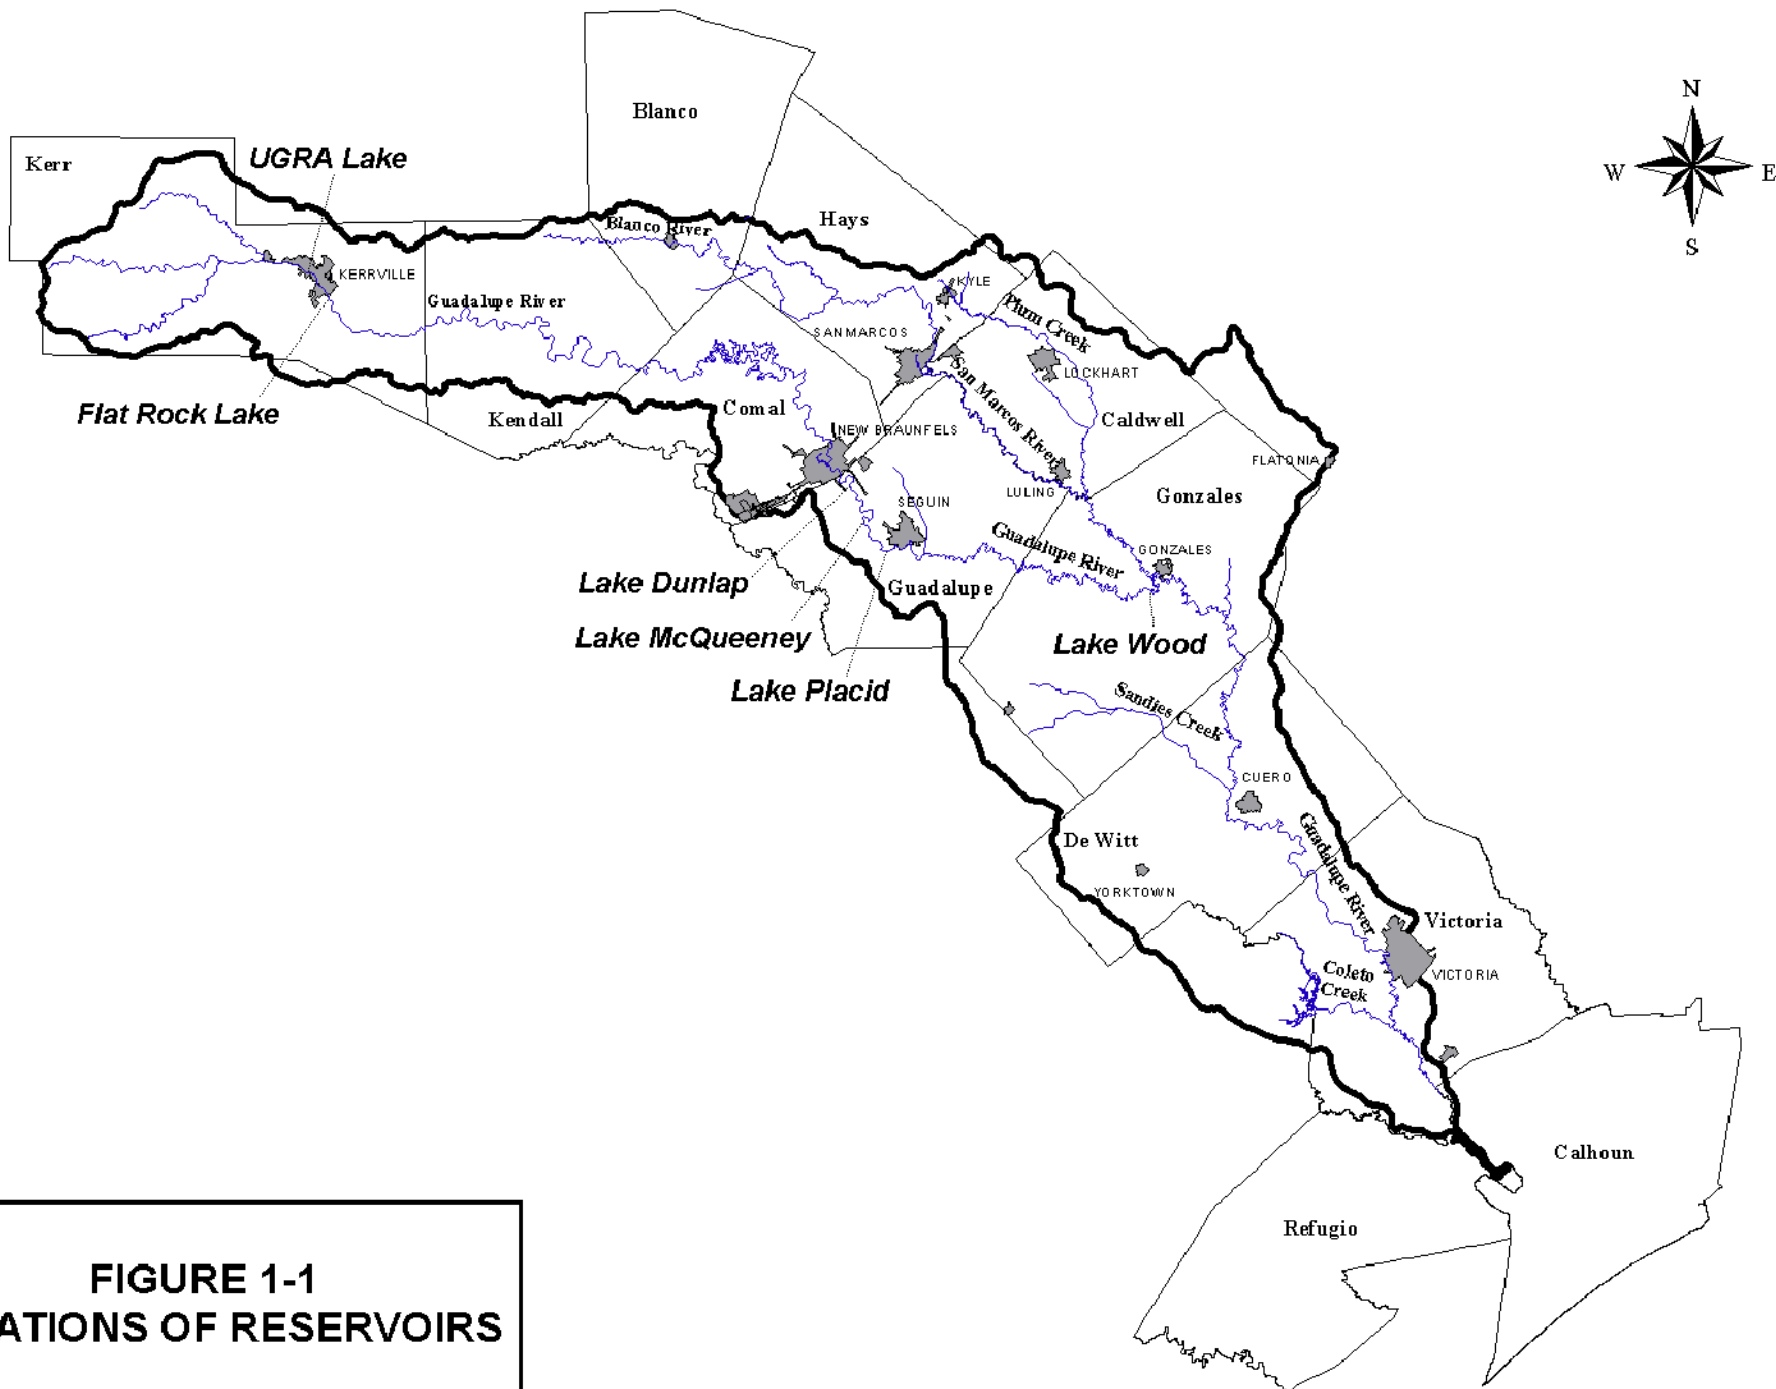 Blanco
N
W
E
S
UGRA Lake
Kerr
Hays
Blanco River
KERRVILLE
KYLE
Guadalupe River
Plum Creek
SANMARCOS
LOCKHART
San Marcos River
Flat Rock Lake
Kendall
Comal
Caldwell
NEW BRAUNFELS
FLATONIA
LULING
Gonzales
SEGUIN
Guadalupe River
GONZALES
Lake Dunlap
Guadalupe
Lake McQueeney
Lake Wood
Lake Placid
Sandies Creek
CUERO
De Witt
Guadalupe River
YORKTOWN
Victoria
Coleto
Creek
VICTORIA
Calhoun
Refugio
FIGURE 1-1
ATIONS OF RESERVOIRS